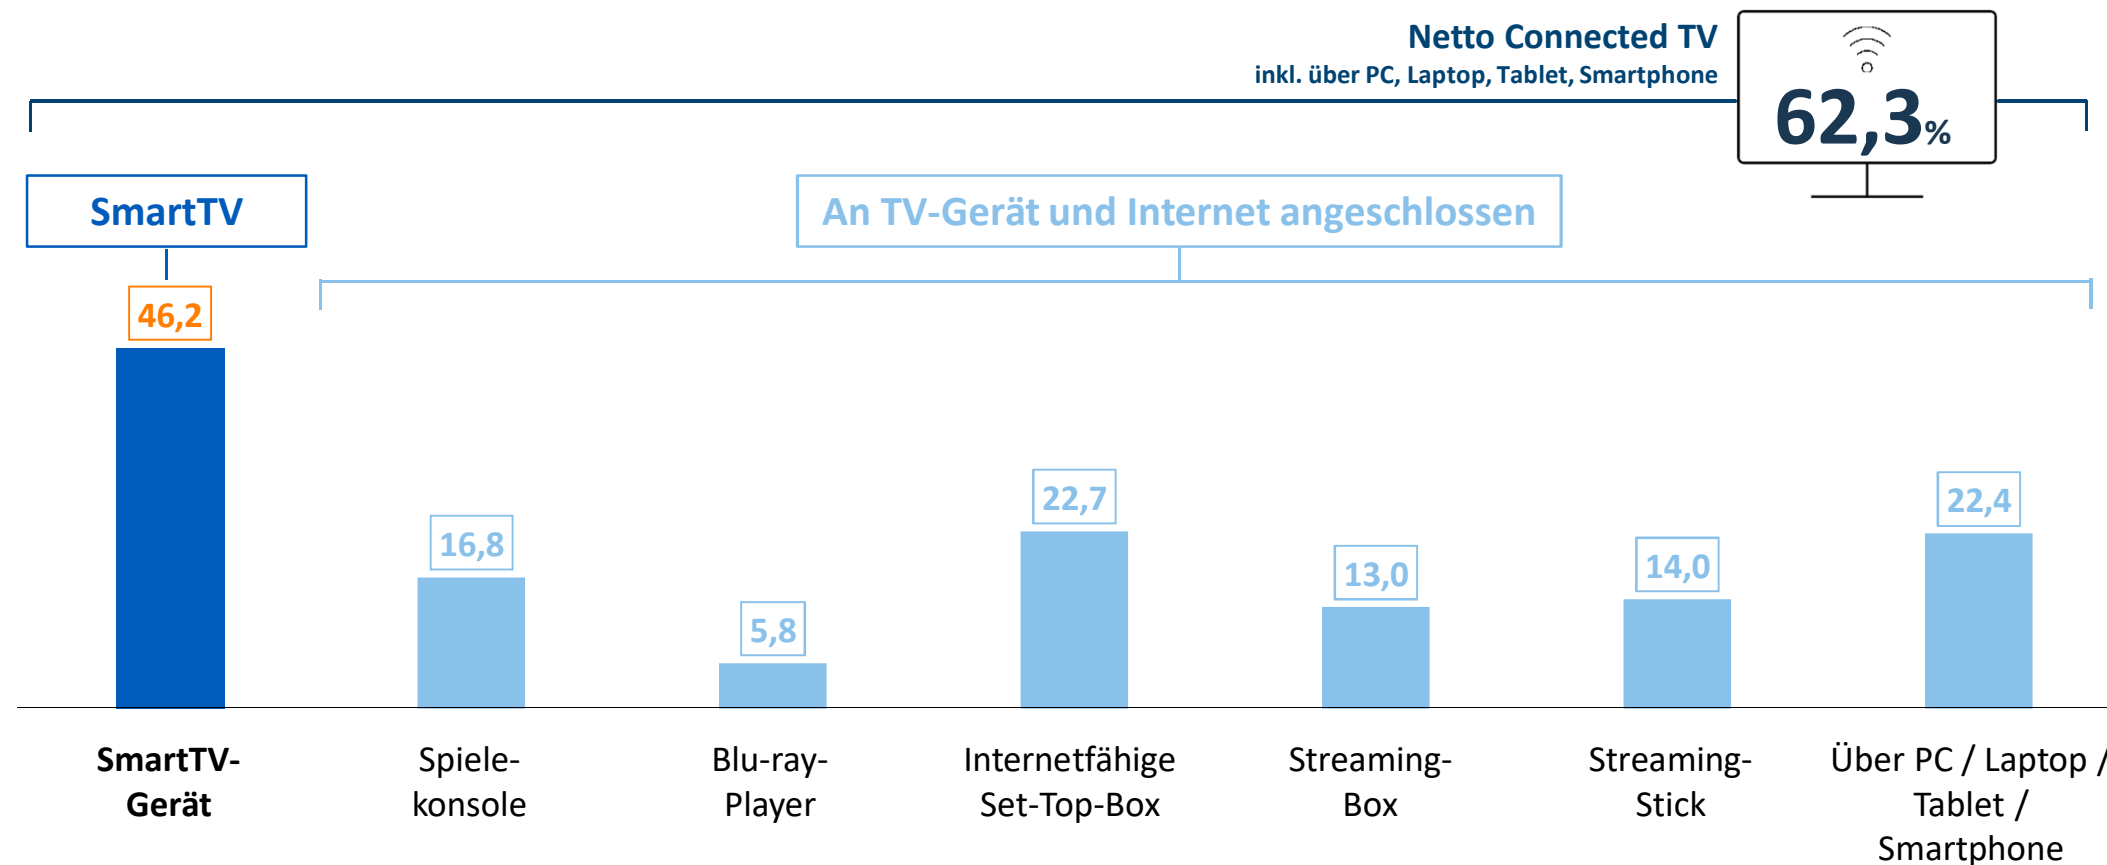 Netto Connected TV
inkl. über PC, Laptop, Tablet, Smartphone
62,3%
SmartTV
An TV-Gerät und Internet angeschlossen
46,2
16,8
5,8
22,7
13,0
14,0
22,4
SmartTV-
Gerät
Spiele-
konsole
Blu-ray-
Player
Internetfähige
Set-Top-Box
Streaming-
Box
Streaming-
Stick
Über PC / Laptop /
Tablet /
Smartphone